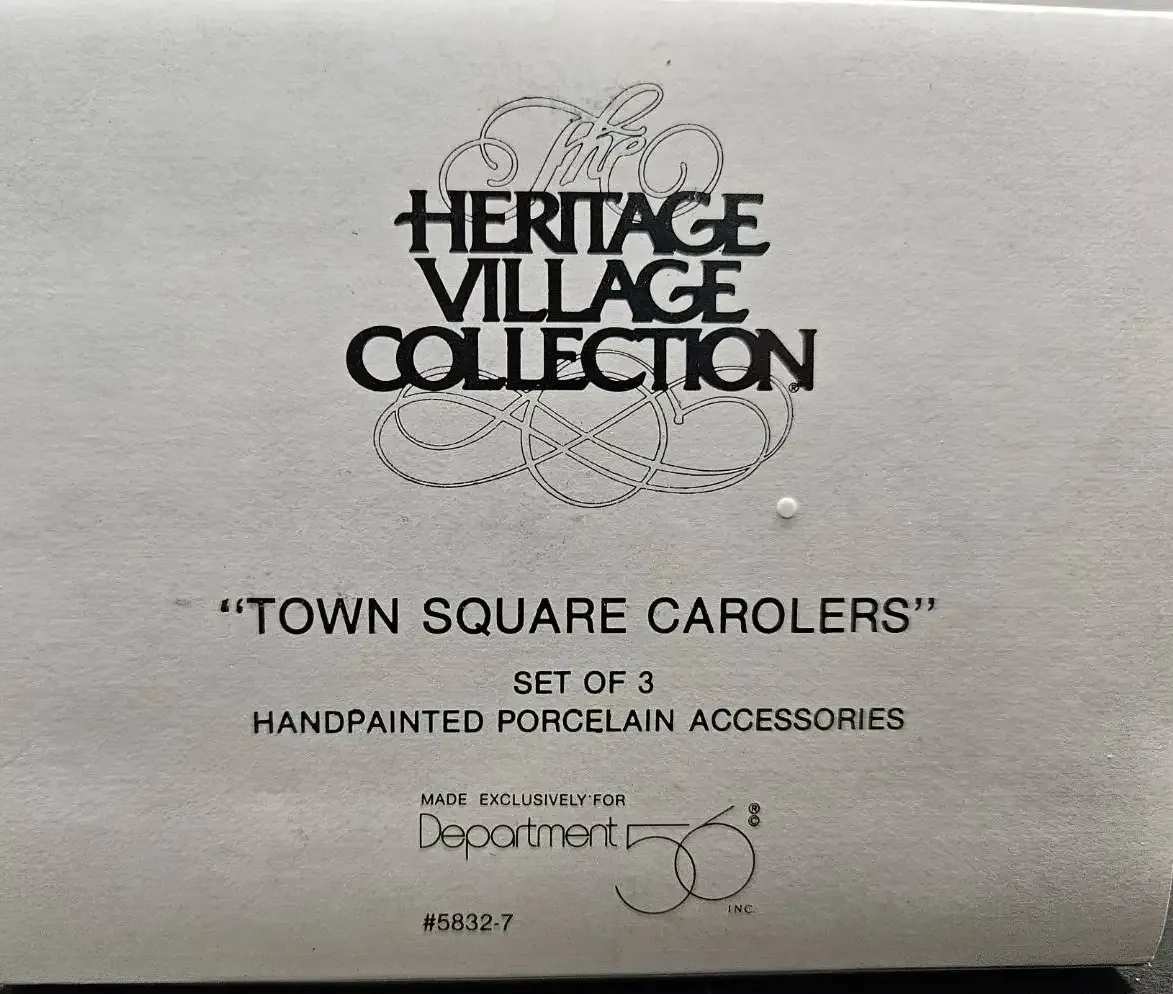 The
HERITAGE
VILLAGE
COLLECTION®
“TOWN SQUARE CAROLERS”
SET OF 3
HANDPAINTED PORCELAIN ACCESSORIES
MADE EXCLUSIVELY FOR
Department 56 ® ©
INC.
#5832-7